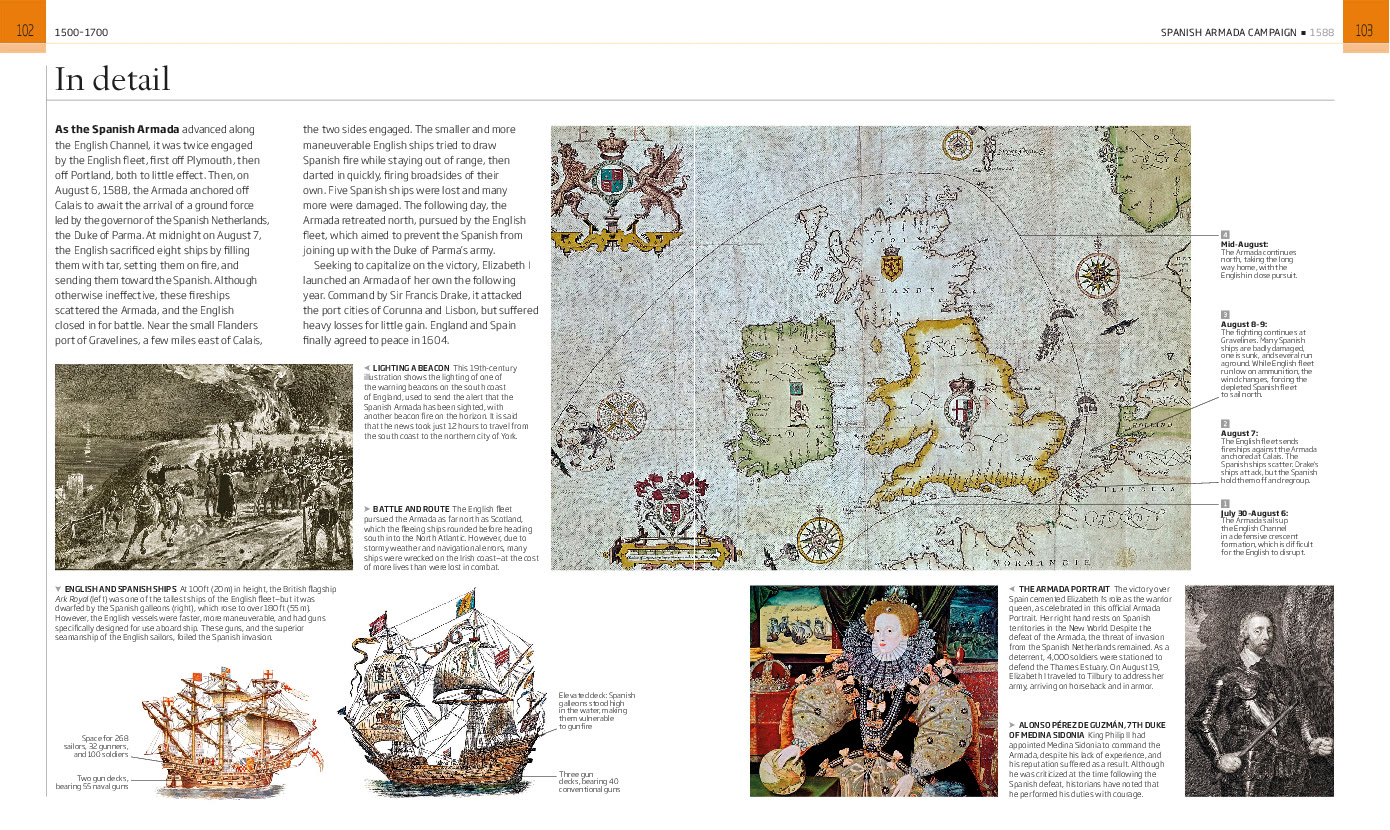 102
1500–1700
SPANISH ARMADA CAMPAIGN ■ 1588
103
In detail
As the Spanish Armada advanced along
the English Channel, it was twice engaged
by the English fleet, first off Plymouth, then
off Portland, both to little effect. Then, on
August 6, 1588, the Armada anchored off
Calais to await the arrival of a ground force
led by the governor of the Spanish Netherlands,
the Duke of Parma. At midnight on August 7,
the English sacrificed eight ships by filling
them with tar, setting them on fire, and
sending them toward the Spanish. Although
otherwise ineffective, these fireships
scattered the Armada, and the English
closed in for battle. Near the small Flanders
port of Gravelines, a few miles east of Calais,
the two sides engaged. The smaller and more
maneuverable English ships tried to draw
Spanish fire while staying out of range, then
darted in quickly, firing broadsides of their
own. Five Spanish ships were lost and many
more were damaged. The following day, the
Armada retreated north, pursued by the English
fleet, which aimed to prevent the Spanish from
joining up with the Duke of Parma's army.
Seeking to capitalize on the victory, Elizabeth I
launched an Armada of her own the following
year. Command by Sir Francis Drake, it attacked
the port cities of Corunna and Lisbon, but suffered
heavy losses for little gain. England and Spain
finally agreed to peace in 1604.
◄ LIGHTING A BEACON This 19th-century
illustration shows the lighting of one of
the warning beacons on the south coast
of England, used to send the alert that the
Spanish Armada has been sighted, with
another beacon fire on the horizon. It is said
that the news took just 12 hours to travel from
the south coast to the northern city of York.
► BATTLE AND ROUTE The English fleet
pursued the Armada as far north as Scotland,
which the fleeing ships rounded before heading
south into the North Atlantic. However, due to
stormy weather and navigational errors, many
ships were wrecked on the Irish coast—at the cost
of more lives than were lost in combat.
SEPTEN
LANDS
HOLLAND
FLANDERS
NORMANDIE
4
Mid-August:
The Armada continues
north, taking the long
way home, with the
English in close pursuit.
3
August 8–9:
The fighting continues at
Gravelines. Many Spanish
ships are badly damaged,
one is sunk, and several run
aground. While English fleet
run low on ammunition, the
wind changes, forcing the
depleted Spanish fleet
to sail north.
2
August 7:
The English fleet sends
fireships against the Armada
anchored at Calais. The
Spanish ships scatter. Drake's
ships attack, but the Spanish
hold them off and regroup.
1
July 30–August 6:
The Armada sails up
the English Channel
in a defensive crescent
formation, which is difficult
for the English to disrupt.
▼ ENGLISH AND SPANISH SHIPS At 100ft (20m) in height, the British flagship
Ark Royal (left) was one of the tallest ships of the English fleet—but it was
dwarfed by the Spanish galleons (right), which rose to over 180 ft (55 m).
However, the English vessels were faster, more maneuverable, and had guns
specifically designed for use aboard ship. These guns, and the superior
seamanship of the English sailors, foiled the Spanish invasion.
Space for 268
sailors, 32 gunners,
and 100 soldiers
Two gun decks,
bearing 55 naval guns
Elevated deck: Spanish
galleons stood high
in the water, making
them vulnerable
to gunfire
Three gun
decks, bearing 40
conventional guns
◄ THE ARMADA PORTRAIT The victory over
Spain cemented Elizabeth I's role as the warrior
queen, as celebrated in this official Armada
Portrait. Her right hand rests on Spanish
territories in the New World. Despite the
defeat of the Armada, the threat of invasion
from the Spanish Netherlands remained. As a
deterrent, 4,000 soldiers were stationed to
defend the Thames Estuary. On August 19,
Elizabeth I traveled to Tilbury to address her
army, arriving on horseback and in armor.
► ALONSO PÉREZ DE GUZMÁN, 7TH DUKE
OF MEDINA SIDONIA King Philip II had
appointed Medina Sidonia to command the
Armada, despite his lack of experience, and
his reputation suffered as a result. Although
he was criticized at the time following the
Spanish defeat, historians have noted that
he performed his duties with courage.